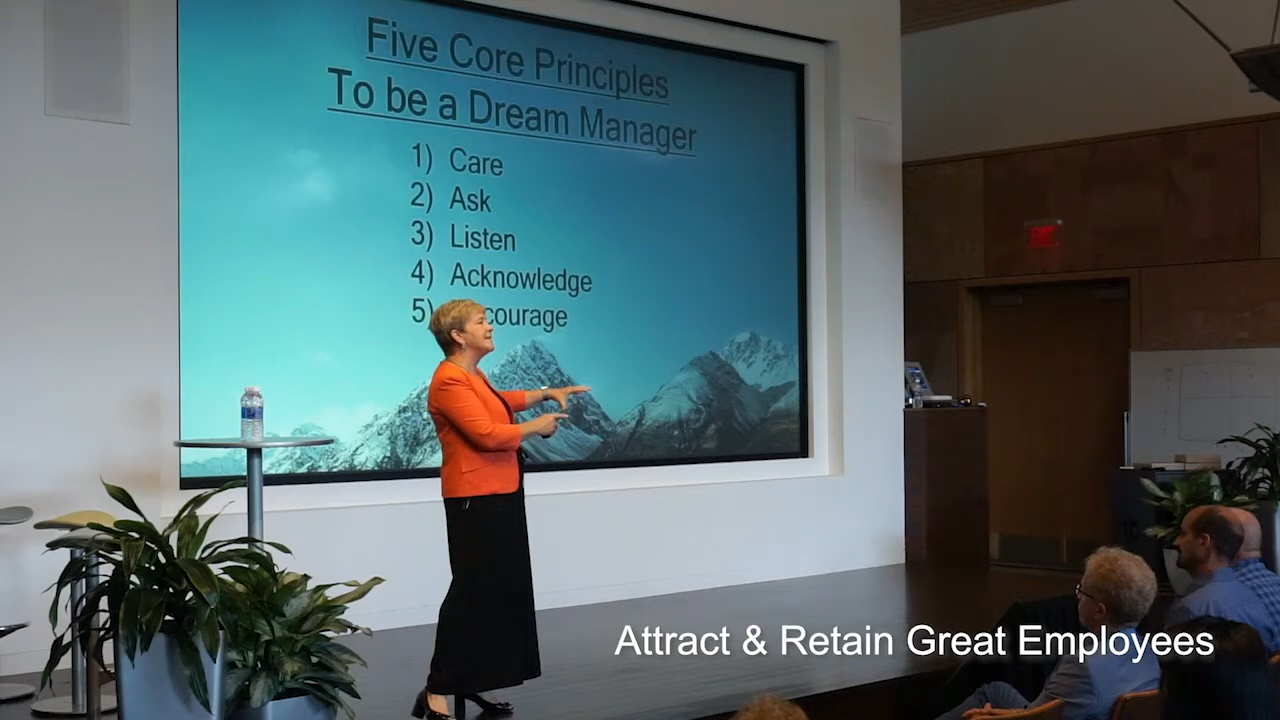 Five Core Principles
To be a Dream Manager
1) Care
2) Ask
3) Listen
4) Acknowledge
5) courage
Attract & Retain Great Employees